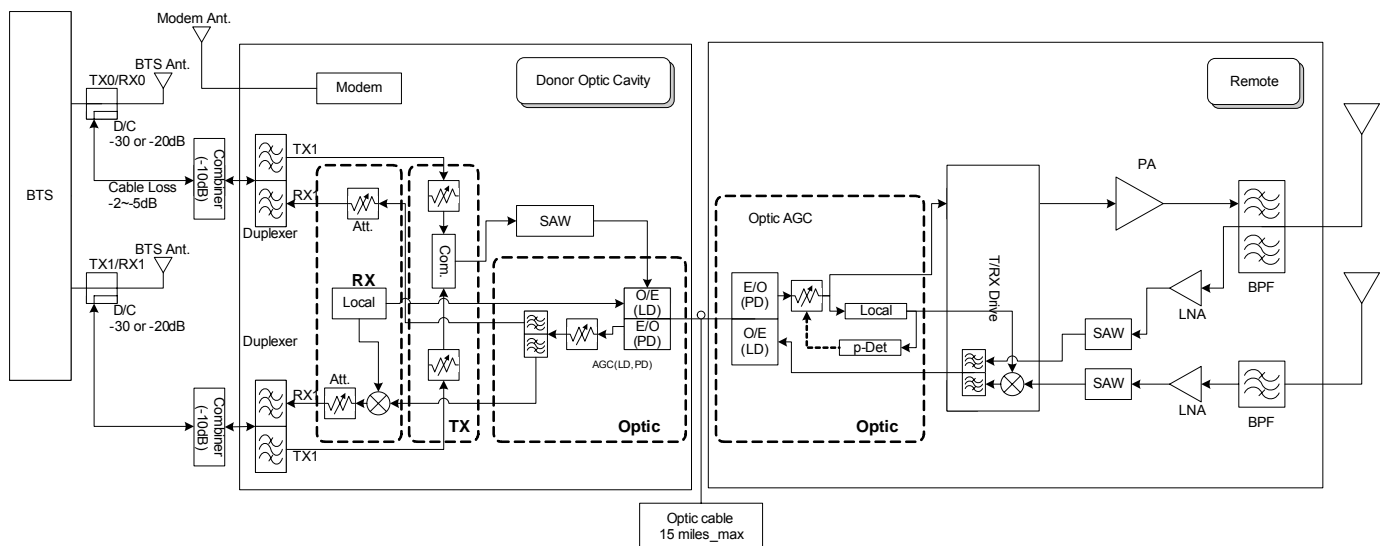 Modem Ant.
BTS Ant.
TX0/RX0
D/C
-30 or -20dB
Cable Loss
-2~-5dB
Combiner
(-10dB)
BTS
BTS Ant.
TX1/RX1
D/C
-30 or -20dB
Combiner
(-10dB)
Modem
Donor Optic Cavity
TX1
RX1
Duplexer
Att.
RX
Local
Com.
SAW
O/E
(LD)
E/O
(PD)
AGC(LD, PD)
Duplexer
Att.
RX1
TX1
TX
Optic
Optic cable
15 miles_max
Remote
Optic AGC
E/O
(PD)
O/E
(LD)
Local
p-Det
Optic
T/RX Drive
PA
BPF
LNA
SAW
SAW
LNA
BPF